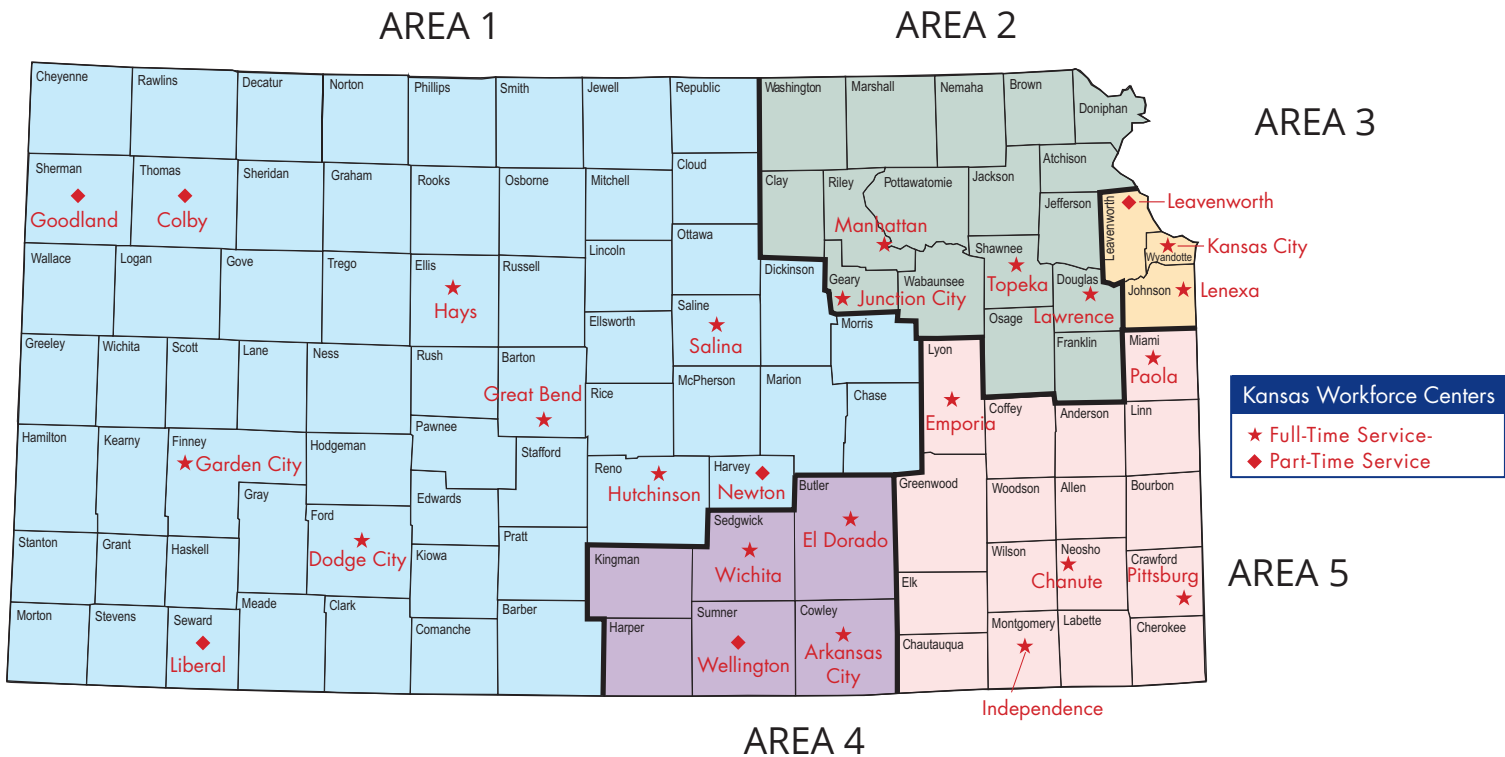 AREA 1
AREA 2
AREA 3
Cheyenne
Rawlins
Decatur
Norton
Phillips
Smith
Jewell
Republic
Washington
Marshall
Nemaha
Brown
Doniphan
Sherman
Goodland
Thomas
Colby
Sheridan
Graham
Rooks
Osborne
Mitchell
Cloud
Clay
Riley
Manhattan
Pottawatomie
Jackson
Atchison
Jefferson
Leavenworth
Leavenworth
Kansas City
Wyandotte
Wallace
Logan
Gove
Trego
Ellis
Hays
Russell
Lincoln
Ottawa
Dickinson
Geary
Junction City
Wabaunsee
Shawnee
Topeka
Douglas
Lawrence
Johnson
Lenexa
Saline
Salina
Ellsworth
Morris
Osage
Franklin
Miami
Paola
Greeley
Wichita
Scott
Lane
Ness
Rush
Barton
Great Bend
Rice
McPherson
Marion
Chase
Lyon
Emporia
Coffey
Anderson
Linn
Kansas Workforce Centers
Full-Time Service-
Part-Time Service
Hamilton
Kearny
Finney
Garden City
Hodgeman
Pawnee
Stafford
Reno
Hutchinson
Harvey
Newton
Butler
El Dorado
Greenwood
Woodson
Allen
Bourbon
Gray
Ford
Dodge City
Edwards
Pratt
Sedgwick
Wichita
Stanton
Grant
Haskell
Kiowa
Kingman
Elk
Wilson
Neosho
Chanute
Crawford
Pittsburg
AREA 5
Morton
Stevens
Seward
Liberal
Meade
Clark
Comanche
Barber
Harper
Sumner
Wellington
Cowley
Arkansas
City
Chautauqua
Montgomery
Independence
Labette
Cherokee
AREA 4